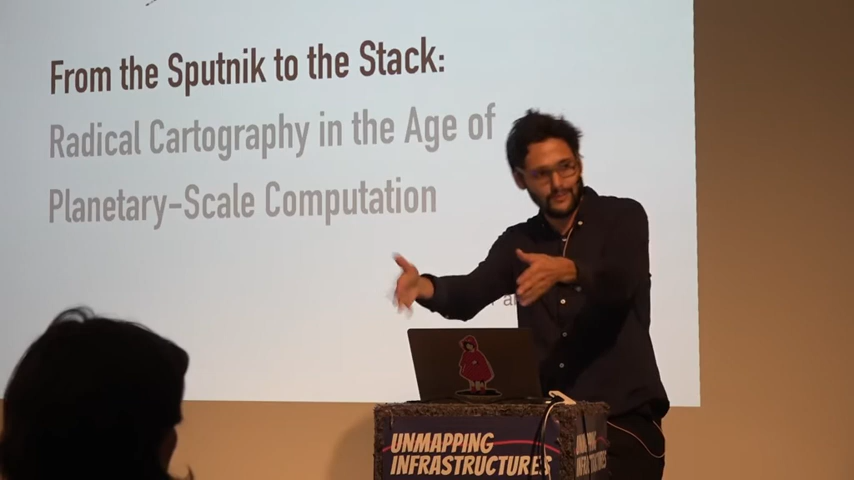 From the Sputnik to the Stack:
Radical Cartography in the Age of
Planetary-Scale Computation
UNMAPPING
INFRASTRUCTURES